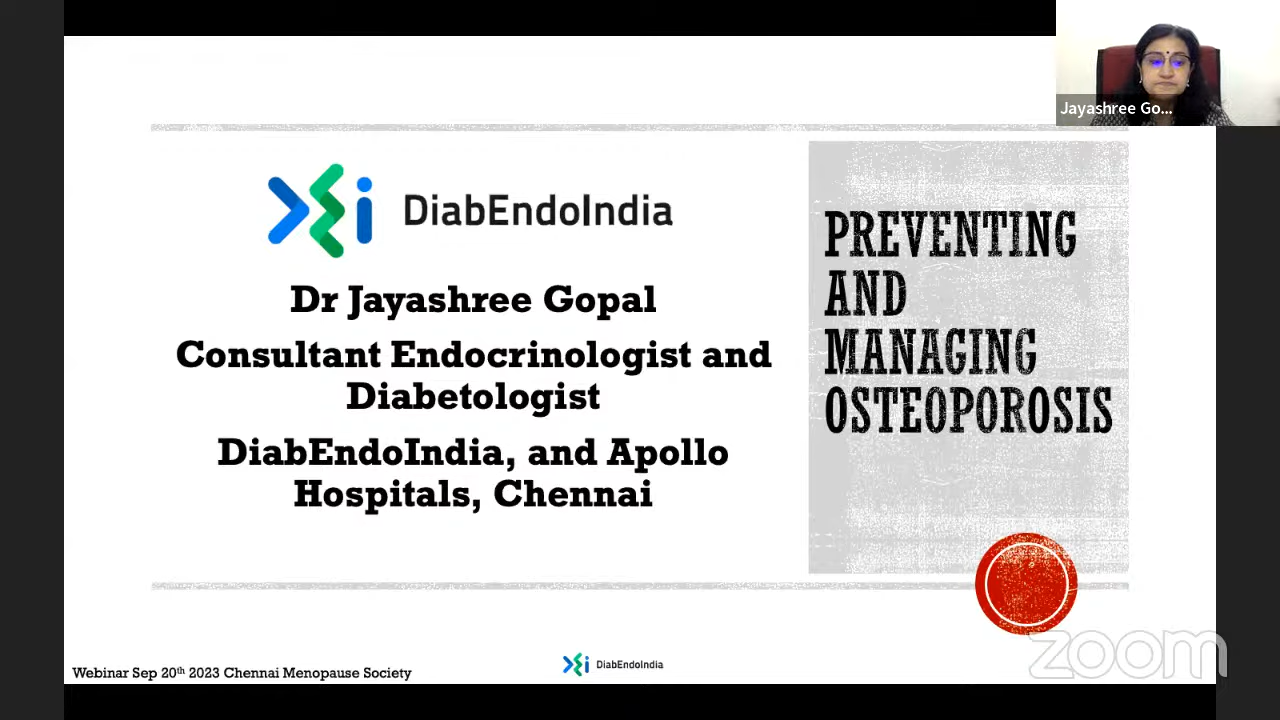 Jayashree Go...
DiabEndoIndia
Dr Jayashree Gopal
Consultant Endocrinologist and
Diabetologist
DiabEndoIndia, and Apollo
Hospitals, Chennai
PREVENTING
AND
MANAGING
OSTEOPOROSIS
zoom
Webinar Sep 20th 2023 Chennai Menopause Society
DiabEndoIndia